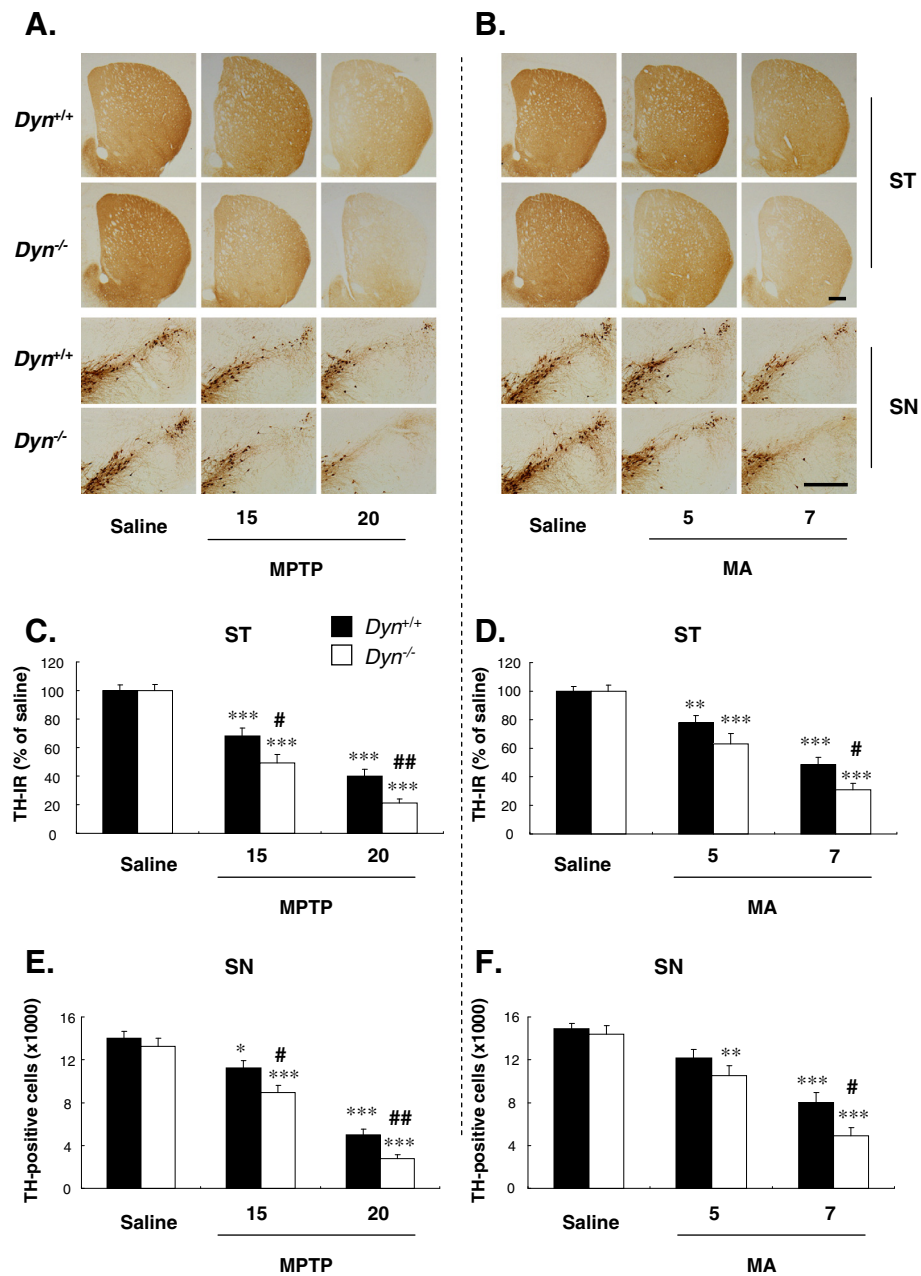 A.
B.
Dyn+/+
Dyn-/-
ST
Dyn+/+
Dyn-/-
SN
Saline
15
20
MPTP
Saline
5
7
MA
C.
ST
Dyn+/+
Dyn-/-
TH-IR (% of saline)
120
100
80
60
40
20
0
***
#
***
***
##
***
Saline
15
20
MPTP
D.
ST
TH-IR (% of saline)
120
100
80
60
40
20
0
**
***
***
#
***
Saline
5
7
MA
E.
SN
TH-positive cells (x1000)
16
12
8
4
0
*
#
***
***
##
***
Saline
15
20
MPTP
F.
SN
TH-positive cells (x1000)
16
12
8
4
0
**
***
#
***
Saline
5
7
MA